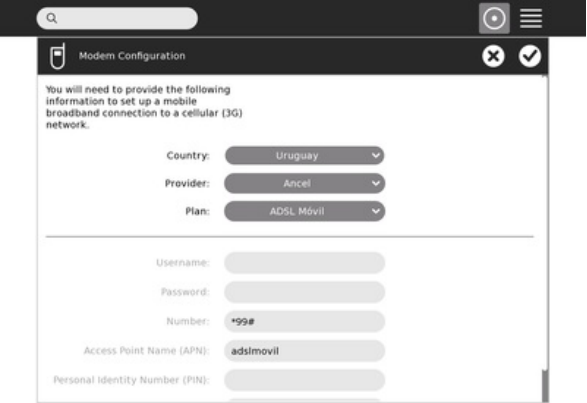 Modem Configuration
You will need to provide the following
information to set up a mobile
broadband connection to a cellular (3G)
network.
Country: Uruguay
Provider: Ancel
Plan: ADSL Móvil
Username:
Password:
Number: *99#
Access Point Name (APN): adslmovil
Personal Identity Number (PIN):